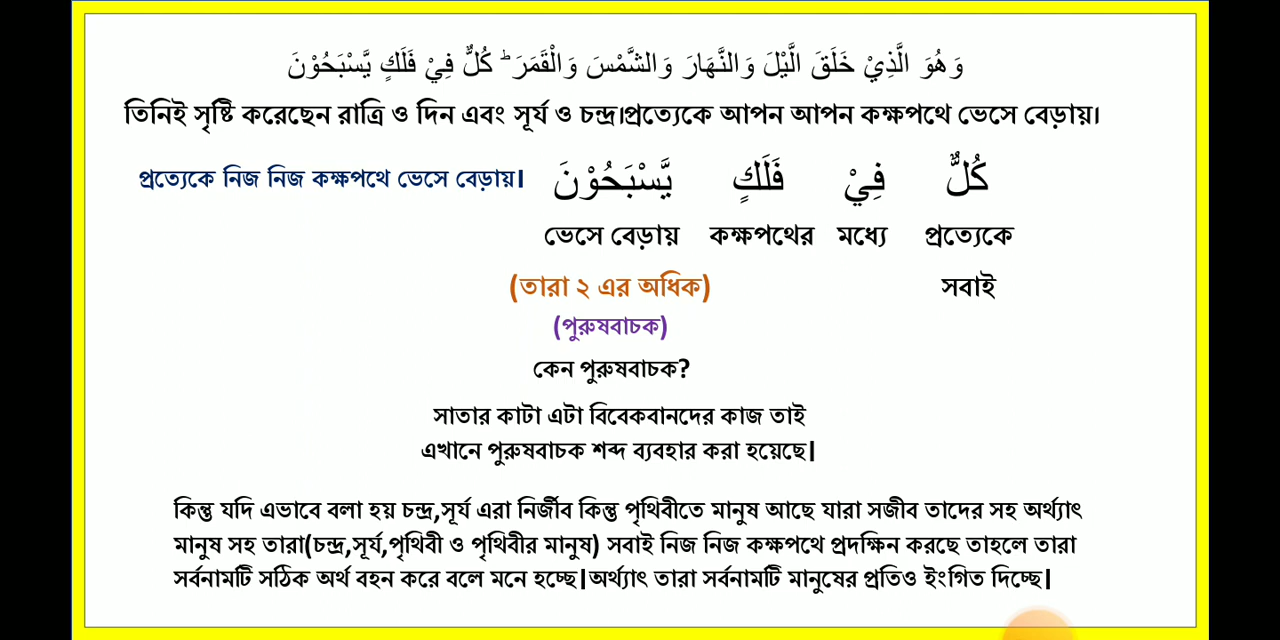 وَ هُوَ الَّذِيْ خَلَقَ الَّيْلَ وَالنَّهَارَ وَالشَّمْسَ وَالْقَمَرَ ؕ كُلٌّ فِيْ فَلَكٍ يَّسْبَحُوْنَ
তিনিই সৃষ্টি করেছেন রাত্রি ও দিন এবং সূর্য ও চন্দ্র।প্রত্যেকে আপন আপন কক্ষপথে ভেসে বেড়ায়।
প্রত্যেকে নিজ নিজ কক্ষপথে ভেসে বেড়ায়। كُلٌّ فِيْ فَلَكٍ يَّسْبَحُوْنَ
ভেসে বেড়ায় কক্ষপথের মধ্যে প্রত্যেকে
(তারা ২ এর অধিক) সবাই
(পুরুষবাচক)
কেন পুরুষবাচক?
সাতার কাটা এটা বিবেকবানদের কাজ তাই
এখানে পুরুষবাচক শব্দ ব্যবহার করা হয়েছে।
কিন্তু যদি এভাবে বলা হয় চন্দ্র,সূর্য এরা নির্জীব কিন্তু পৃথিবীতে মানুষ আছে যারা সজীব তাদের সহ অর্থ্যাৎ
মানুষ সহ তারা(চন্দ্র,সূর্য,পৃথিবী ও পৃথিবীর মানুষ) সবাই নিজ নিজ কক্ষপথে প্রদক্ষিন করছে তাহলে তারা
সর্বনামটি সঠিক অর্থ বহন করে বলে মনে হচ্ছে।অর্থ্যাৎ তারা সর্বনামটি মানুষের প্রতিও ইংগিত দিচ্ছে।